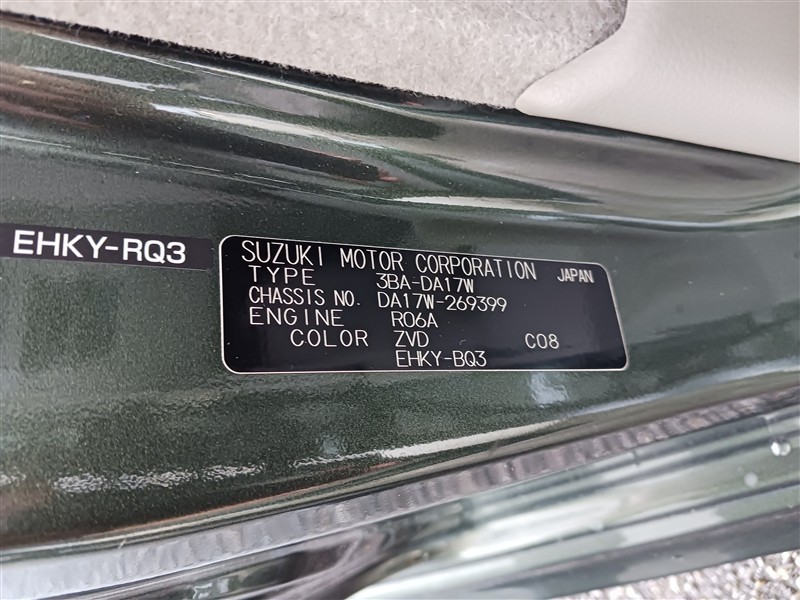 EHKY-RQ3
SUZUKI MOTOR CORPORATION JAPAN
TYPE 3BA-DA17W
CHASSIS NO. DA17W-269399
ENGINE R06A
COLOR ZVD C08
EHKY-BQ3